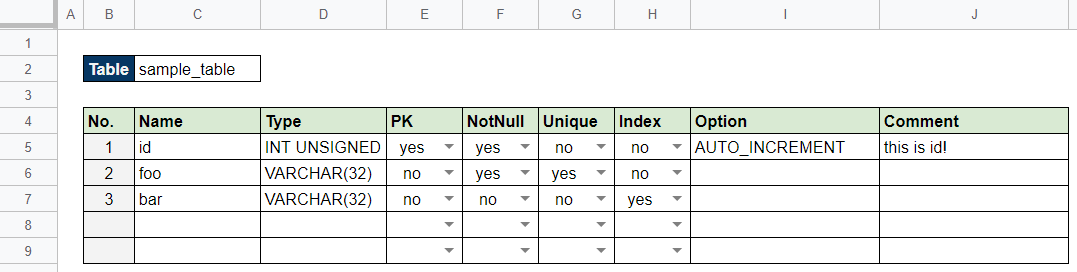 A B C D E F G H I J
1
2 Table sample_table
3
4 No. Name Type PK NotNull Unique Index Option Comment
5 1 id INT UNSIGNED yes yes no no AUTO_INCREMENT this is id!
6 2 foo VARCHAR(32) no yes yes no
7 3 bar VARCHAR(32) no no no yes
8
9